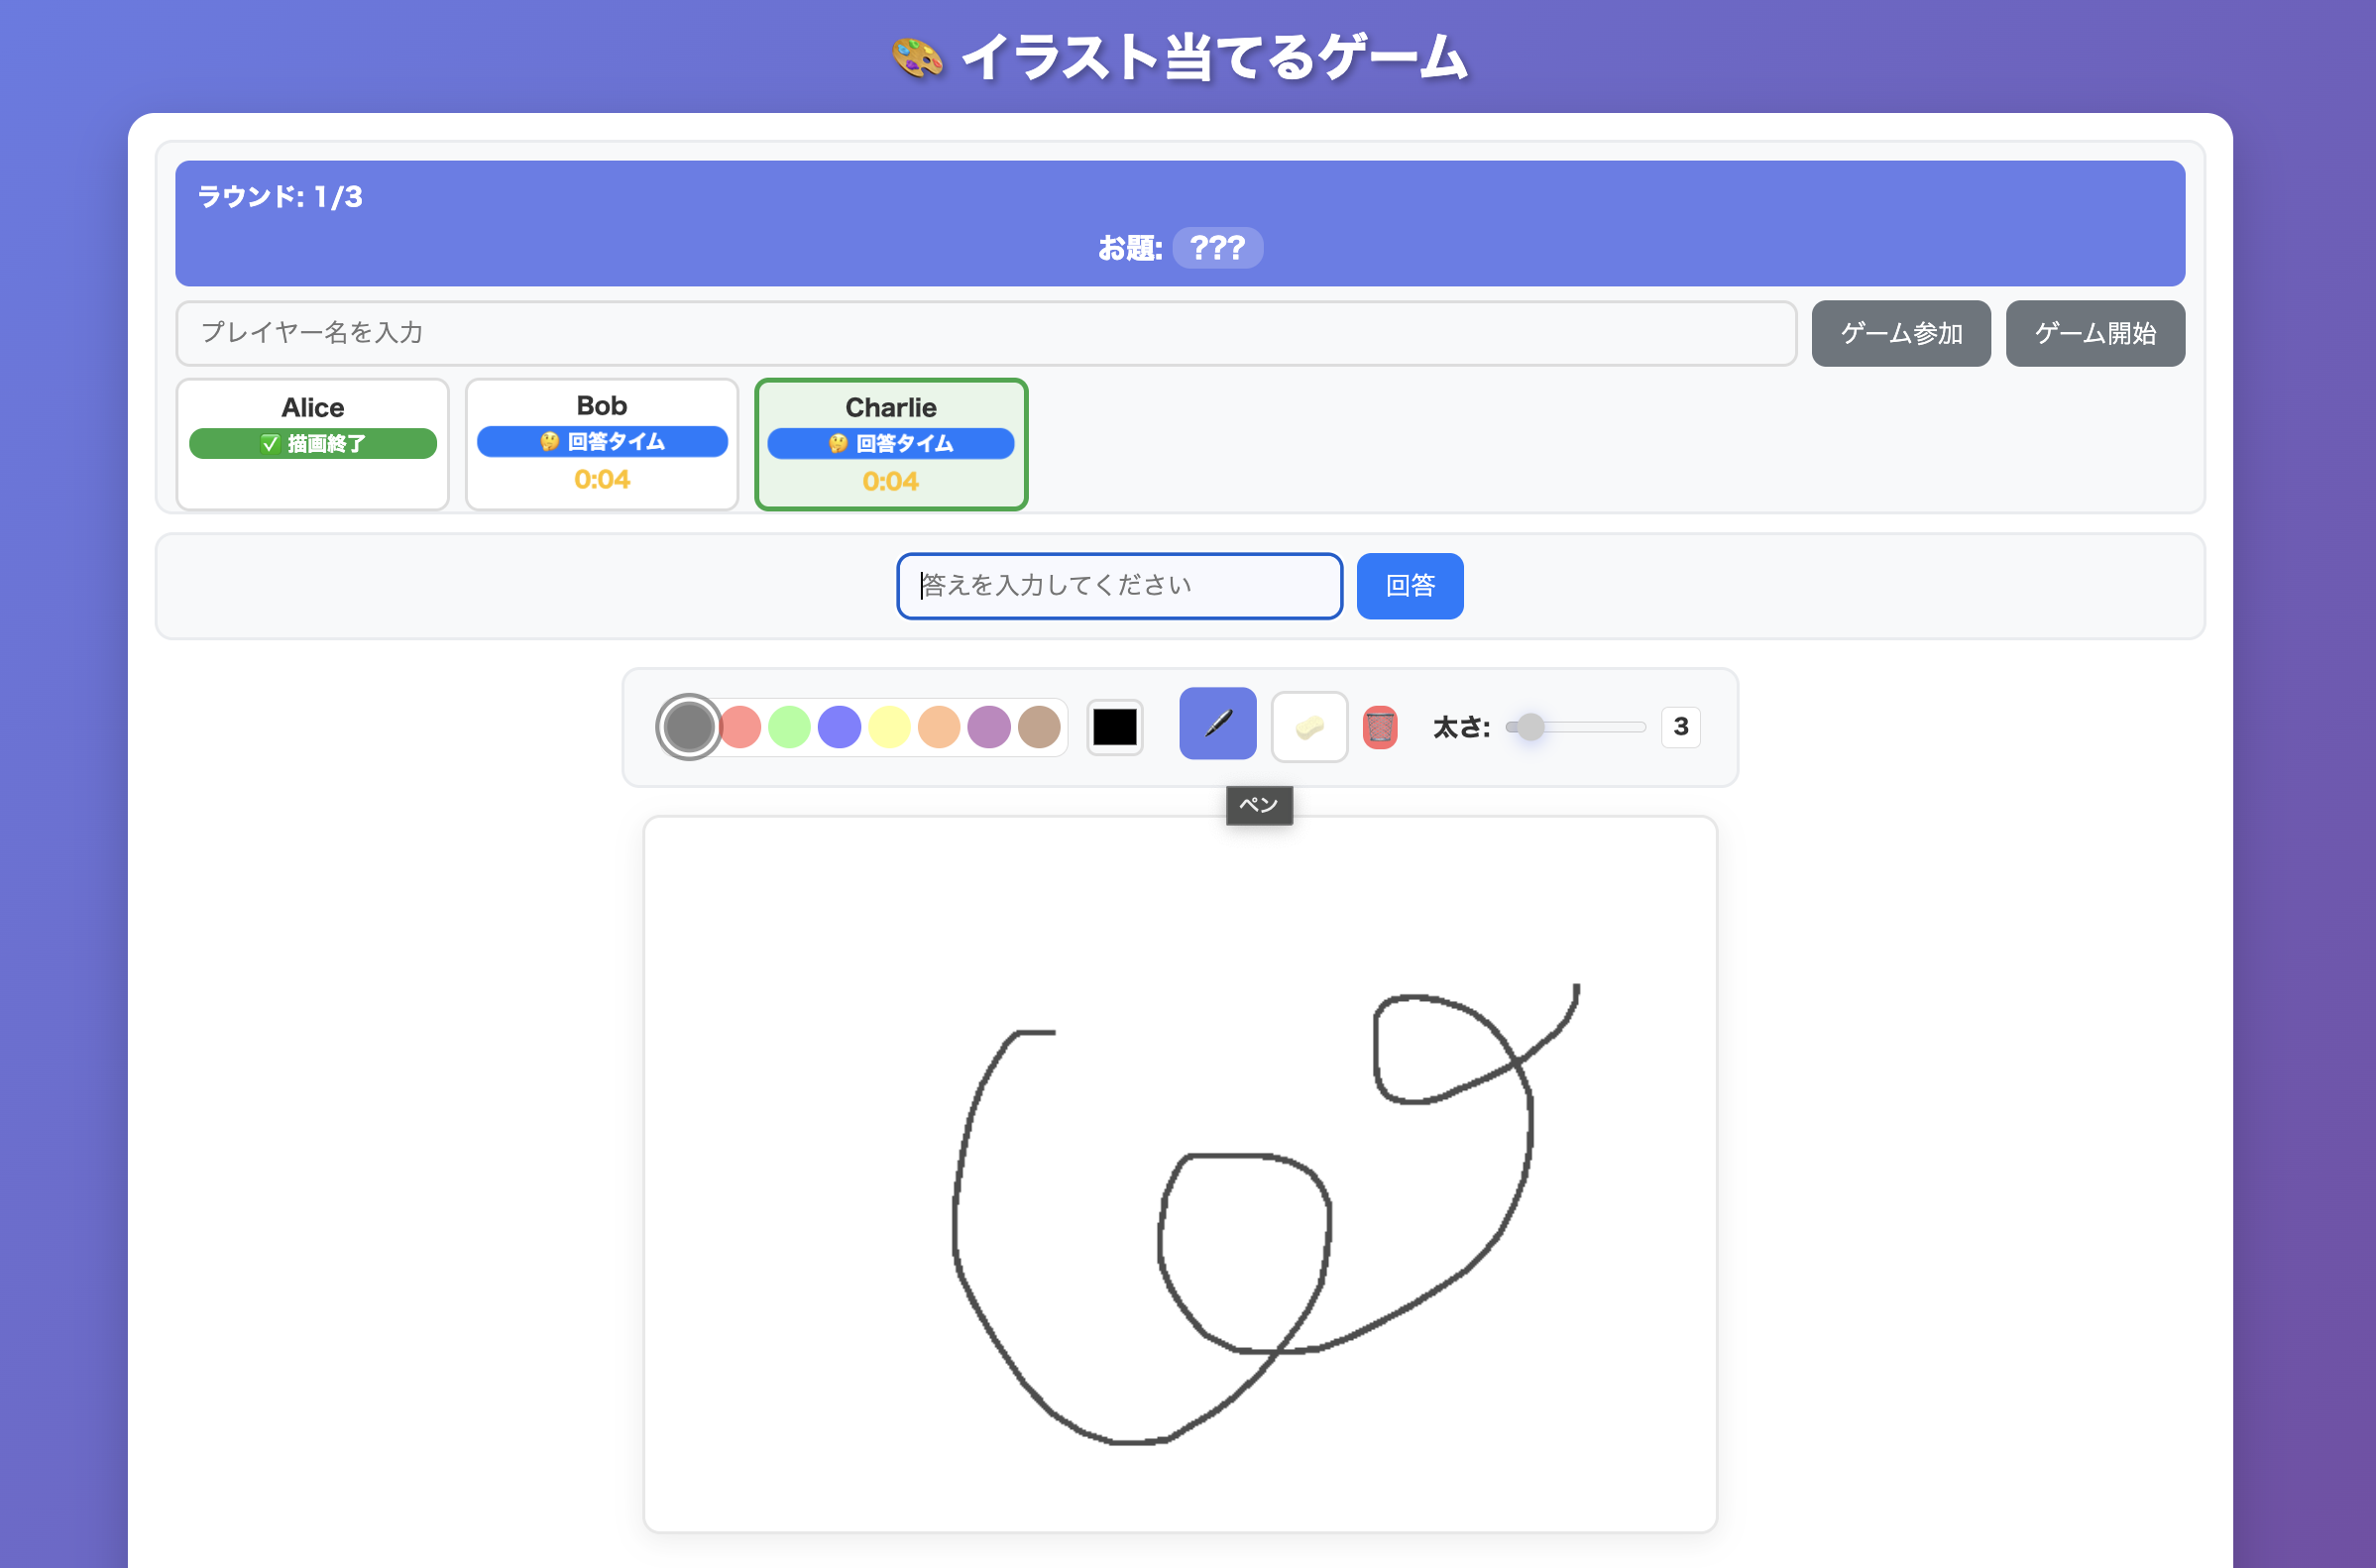 🎨 イラスト当てるゲーム
ラウンド: 1/3
お題: ???
プレイヤー名を入力
ゲーム参加
ゲーム開始
Alice
✅ 描画終了
Bob
🤔 回答タイム
0:04
Charlie
🤔 回答タイム
0:04
答えを入力してください
回答
太さ:
3
ペン